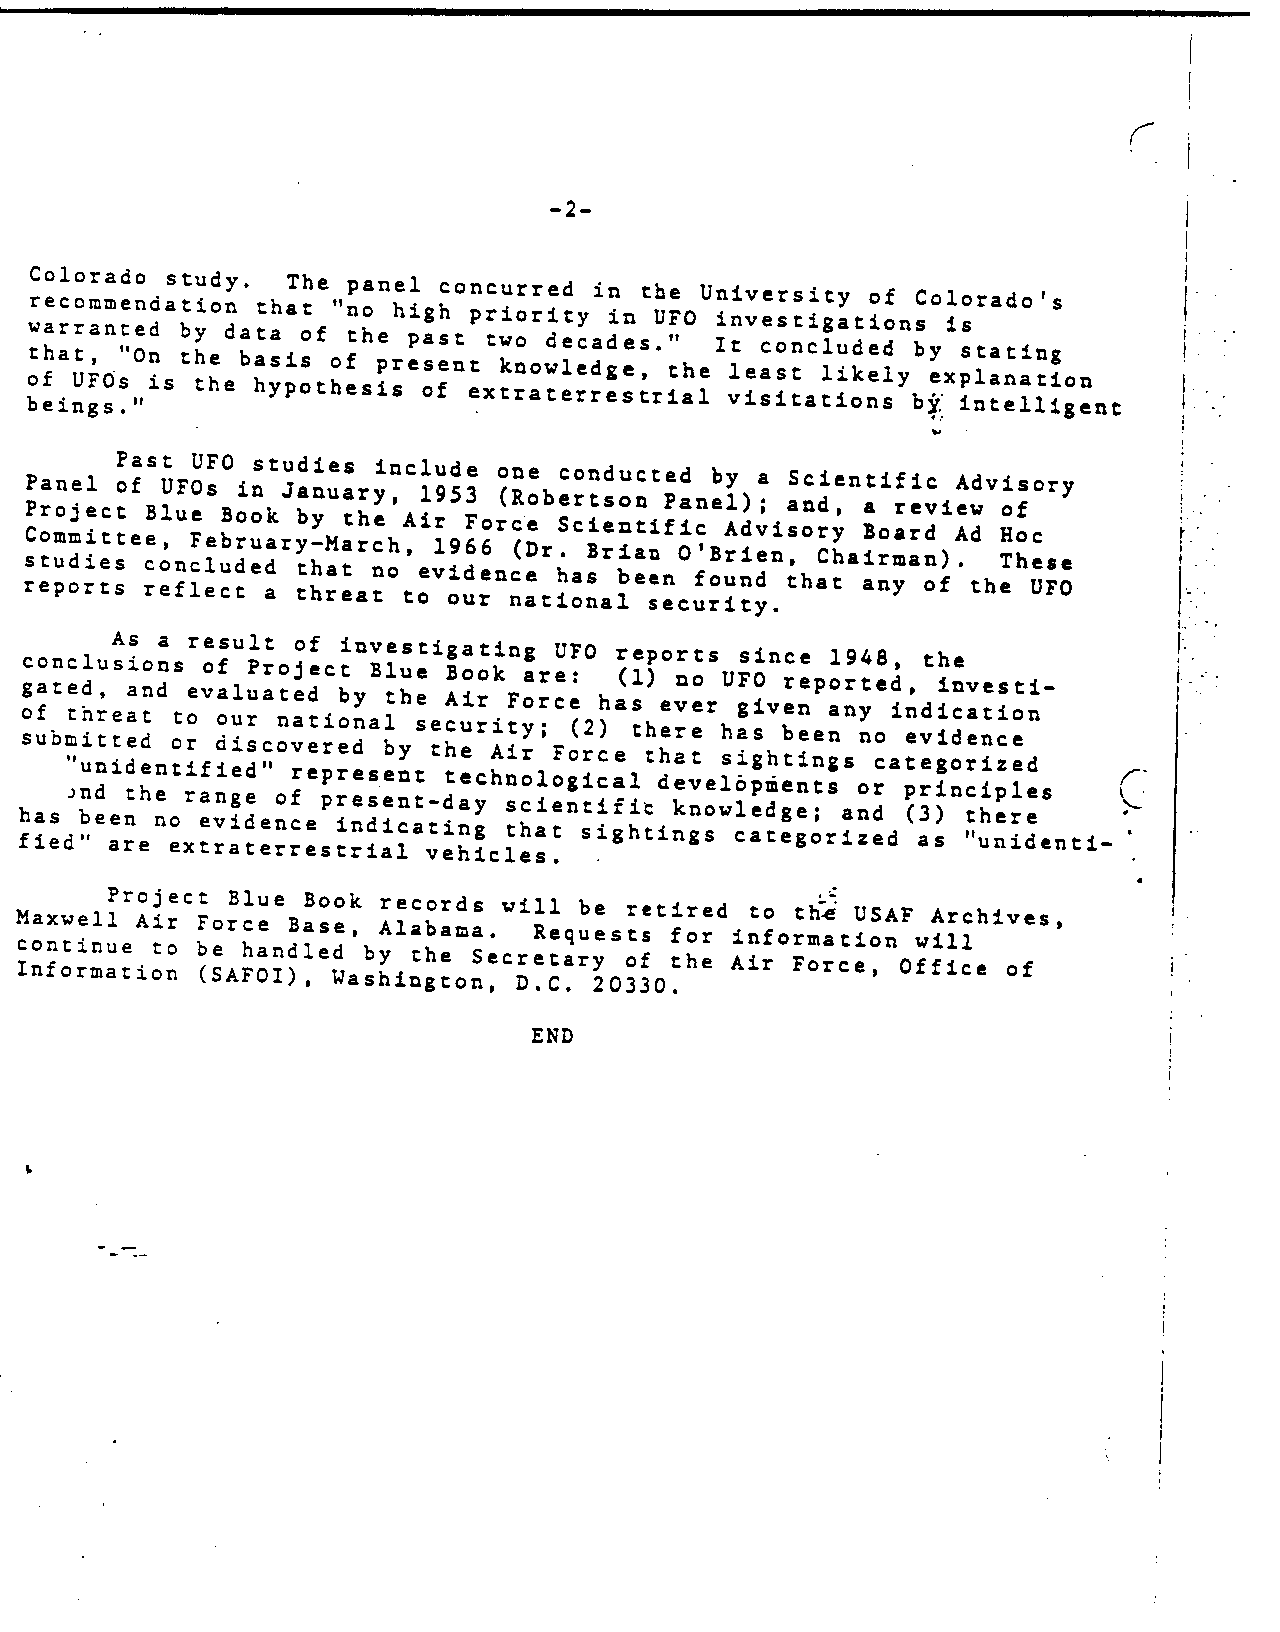 -2-
Colorado study. The panel concurred in the University of Colorado's
recommendation that "no high priority in UFO investigations is
warranted by data of the past two decades." It concluded by stating
that, "On the basis of present knowledge, the least likely explanation
of UFOs is the hypothesis of extraterrestrial visitations by intelligent
beings."
Past UFO studies include one conducted by a Scientific Advisory
Panel of UFOs in January, 1953 (Robertson Panel); and, a review of
Project Blue Book by the Air Force Scientific Advisory Board Ad Hoc
Committee, February-March, 1966 (Dr. Brian O'Brien, Chairman). These
studies concluded that no evidence has been found that any of the UFO
reports reflect a threat to our national security.
As a result of investigating UFO reports since 1948, the
conclusions of Project Blue Book are: (1) no UFO reported, investi-
gated, and evaluated by the Air Force has ever given any indication
of threat to our national security; (2) there has been no evidence
submitted or discovered by the Air Force that sightings categorized
"unidentified" represent technological developments or principles
the range of present-day scientific knowledge; and (3) there
has been no evidence indicating that sightings categorized as "unidenti-
fied" are extraterrestrial vehicles.
Project Blue Book records will be retired to the USAF Archives,
Maxwell Air Force Base, Alabama. Requests for information will
continue to be handled by the Secretary of the Air Force, Office of
Information (SAFOI), Washington, D.C. 20330.
END